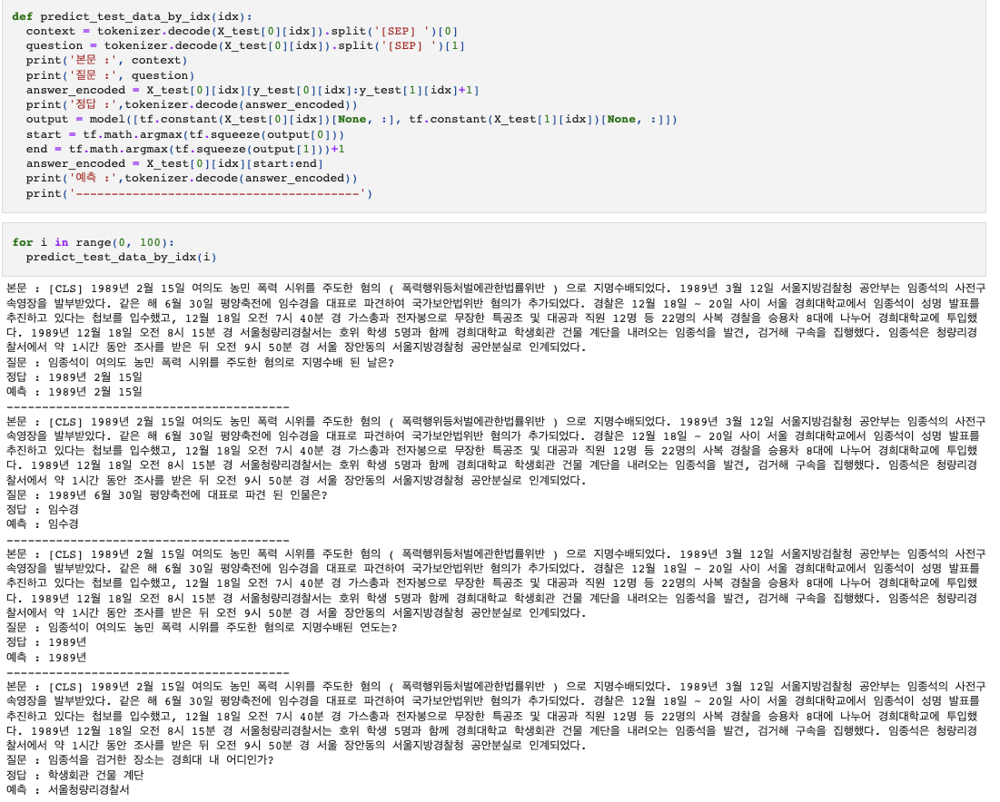 def predict_test_data_by_idx(idx):
  context = tokenizer.decode(X_test[0][idx]).split('[SEP] ')[0]
  question = tokenizer.decode(X_test[0][idx]).split('[SEP] ')[1]
  print('본문 :', context)
  print('질문 :', question)
  answer_encoded = X_test[0][idx][y_test[0][idx]:y_test[1][idx]+1]
  print('정답 :',tokenizer.decode(answer_encoded))
  output = model([tf.constant(X_test[0][idx])[None, :], tf.constant(X_test[1][idx])[None, :]])
  start = tf.math.argmax(tf.squeeze(output[0]))
  end = tf.math.argmax(tf.squeeze(output[1]))+1
  answer_encoded = X_test[0][idx][start:end]
  print('예측 :',tokenizer.decode(answer_encoded))
  print('----------------------------------------')
for i in range(0, 100):
  predict_test_data_by_idx(i)
본문 : [CLS] 1989년 2월 15일 여의도 농민 폭력 시위를 주도한 혐의 ( 폭력행위등처벌에관한법률위반 ) 으로 지명수배되었다. 1989년 3월 12일 서울지방검찰청 공안부는 임종석의 사전구
속영장을 발부받았다. 같은 해 6월 30일 평양축전에 임수경을 대표로 파견하여 국가보안법위반 혐의가 추가되었다. 경찰은 12월 18일 ~ 20일 사이 서울 경희대학교에서 임종석이 성명 발표를
추진하고 있다는 첩보를 입수했고, 12월 18일 오전 7시 40분 경 가스총과 전자봉으로 무장한 특공조 및 대공과 직원 12명 등 22명의 사복 경찰을 승용차 8대에 나누어 경희대학교에 투입했
다. 1989년 12월 18일 오전 8시 15분 경 서울청량리경찰서는 호위 학생 5명과 함께 경희대학교 학생회관 건물 계단을 내려오는 임종석을 발견, 검거해 구속을 집행했다. 임종석은 청량리경
찰서에서 약 1시간 동안 조사를 받은 뒤 오전 9시 50분 경 서울 장안동의 서울지방경찰청 공안분실로 인계되었다.
질문 : 임종석이 여의도 농민 폭력 시위를 주도한 혐의로 지명수배 된 날은?
정답 : 1989년 2월 15일
예측 : 1989년 2월 15일
----------------------------------------
본문 : [CLS] 1989년 2월 15일 여의도 농민 폭력 시위를 주도한 혐의 ( 폭력행위등처벌에관한법률위반 ) 으로 지명수배되었다. 1989년 3월 12일 서울지방검찰청 공안부는 임종석의 사전구
속영장을 발부받았다. 같은 해 6월 30일 평양축전에 임수경을 대표로 파견하여 국가보안법위반 혐의가 추가되었다. 경찰은 12월 18일 ~ 20일 사이 서울 경희대학교에서 임종석이 성명 발표를
추진하고 있다는 첩보를 입수했고, 12월 18일 오전 7시 40분 경 가스총과 전자봉으로 무장한 특공조 및 대공과 직원 12명 등 22명의 사복 경찰을 승용차 8대에 나누어 경희대학교에 투입했
다. 1989년 12월 18일 오전 8시 15분 경 서울청량리경찰서는 호위 학생 5명과 함께 경희대학교 학생회관 건물 계단을 내려오는 임종석을 발견, 검거해 구속을 집행했다. 임종석은 청량리경
찰서에서 약 1시간 동안 조사를 받은 뒤 오전 9시 50분 경 서울 장안동의 서울지방경찰청 공안분실로 인계되었다.
질문 : 1989년 6월 30일 평양축전에 대표로 파견 된 인물은?
정답 : 임수경
예측 : 임수경
----------------------------------------
본문 : [CLS] 1989년 2월 15일 여의도 농민 폭력 시위를 주도한 혐의 ( 폭력행위등처벌에관한법률위반 ) 으로 지명수배되었다. 1989년 3월 12일 서울지방검찰청 공안부는 임종석의 사전구
속영장을 발부받았다. 같은 해 6월 30일 평양축전에 임수경을 대표로 파견하여 국가보안법위반 혐의가 추가되었다. 경찰은 12월 18일 ~ 20일 사이 서울 경희대학교에서 임종석이 성명 발표를
추진하고 있다는 첩보를 입수했고, 12월 18일 오전 7시 40분 경 가스총과 전자봉으로 무장한 특공조 및 대공과 직원 12명 등 22명의 사복 경찰을 승용차 8대에 나누어 경희대학교에 투입했
다. 1989년 12월 18일 오전 8시 15분 경 서울청량리경찰서는 호위 학생 5명과 함께 경희대학교 학생회관 건물 계단을 내려오는 임종석을 발견, 검거해 구속을 집행했다. 임종석은 청량리경
찰서에서 약 1시간 동안 조사를 받은 뒤 오전 9시 50분 경 서울 장안동의 서울지방경찰청 공안분실로 인계되었다.
질문 : 임종석이 여의도 농민 폭력 시위를 주도한 혐의로 지명수배된 연도는?
정답 : 1989년
예측 : 1989년
----------------------------------------
본문 : [CLS] 1989년 2월 15일 여의도 농민 폭력 시위를 주도한 혐의 ( 폭력행위등처벌에관한법률위반 ) 으로 지명수배되었다. 1989년 3월 12일 서울지방검찰청 공안부는 임종석의 사전구
속영장을 발부받았다. 같은 해 6월 30일 평양축전에 임수경을 대표로 파견하여 국가보안법위반 혐의가 추가되었다. 경찰은 12월 18일 ~ 20일 사이 서울 경희대학교에서 임종석이 성명 발표를
추진하고 있다는 첩보를 입수했고, 12월 18일 오전 7시 40분 경 가스총과 전자봉으로 무장한 특공조 및 대공과 직원 12명 등 22명의 사복 경찰을 승용차 8대에 나누어 경희대학교에 투입했
다. 1989년 12월 18일 오전 8시 15분 경 서울청량리경찰서는 호위 학생 5명과 함께 경희대학교 학생회관 건물 계단을 내려오는 임종석을 발견, 검거해 구속을 집행했다. 임종석은 청량리경
찰서에서 약 1시간 동안 조사를 받은 뒤 오전 9시 50분 경 서울 장안동의 서울지방경찰청 공안분실로 인계되었다.
질문 : 임종석을 검거한 장소는 경희대 내 어디인가?
정답 : 학생회관 건물 계단
예측 : 서울청량리경찰서